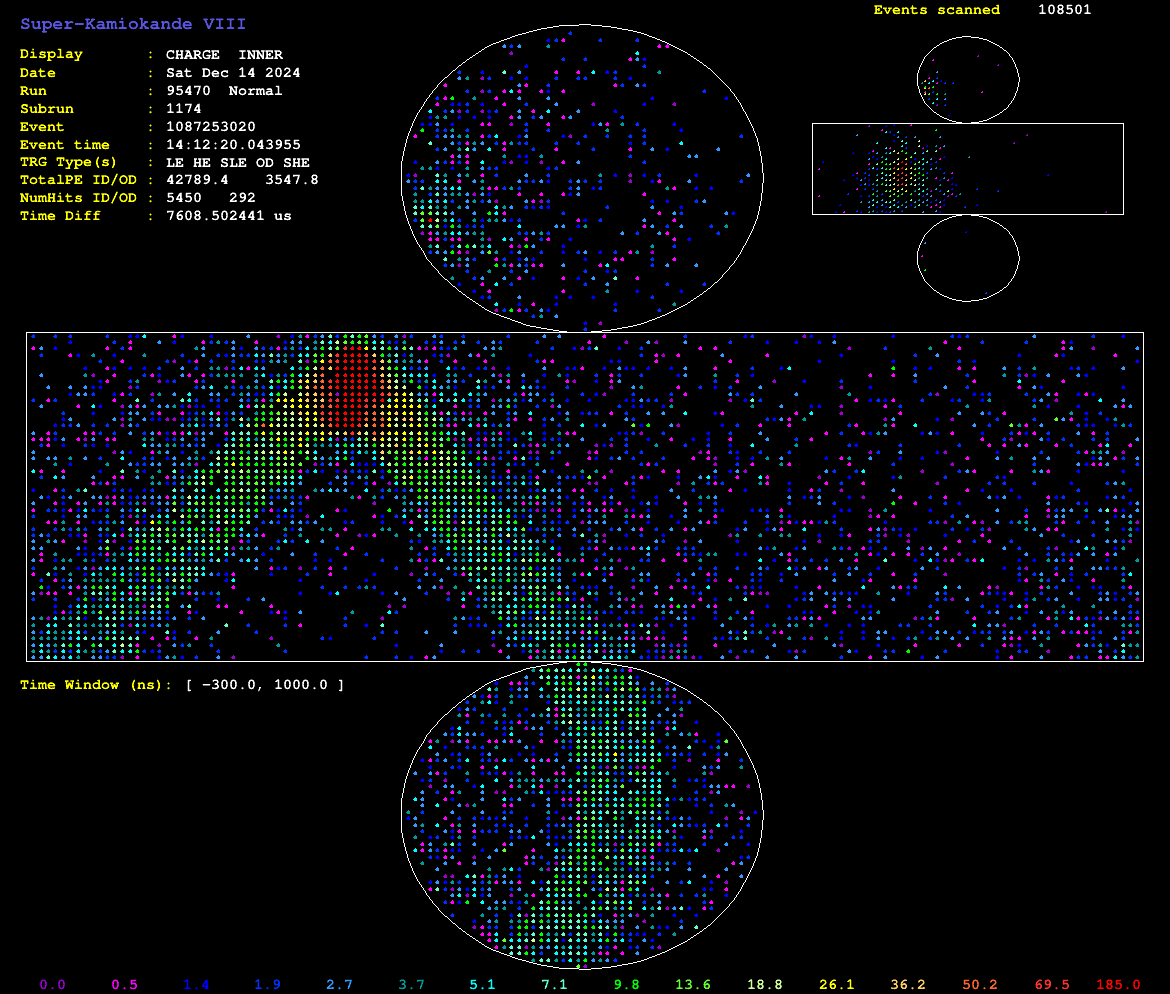 Super-Kamiokande VIII
Events scanned 108501
Display : CHARGE INNER
Date : Sat Dec 14 2024
Run : 95470 Normal
Subrun : 1174
Event : 1087253020
Event time : 14:12:20.043955
TRG Type(s) : LE HE SLE OD SHE
TotalPE ID/OD : 42789.4 3547.8
NumHits ID/OD : 5450 292
Time Diff : 7608.502441 us
Time Window (ns): [ -300.0, 1000.0 ]
0.0 0.5 1.4 1.9 2.7 3.7 5.1 7.1 9.8 13.6 18.8 26.1 36.2 50.2 69.5 185.0